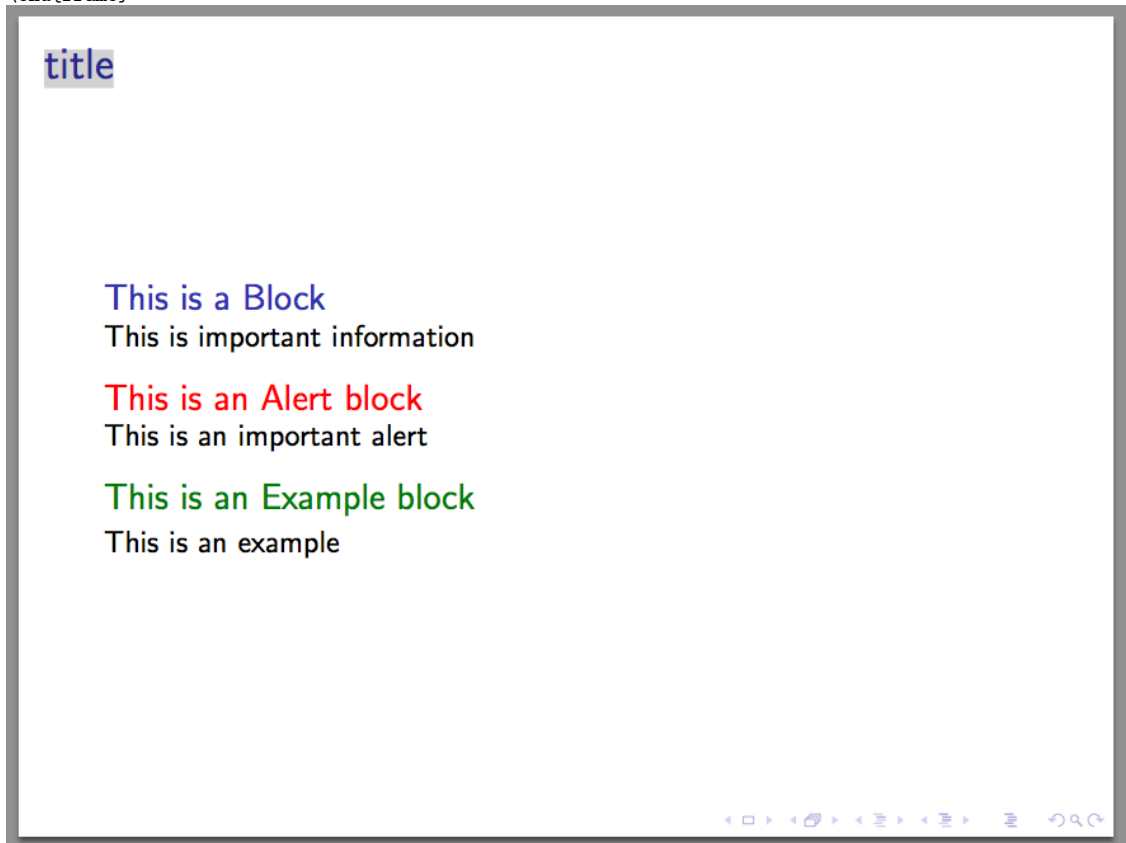 title
This is a Block
This is important information
This is an Alert block
This is an important alert
This is an Example block
This is an example